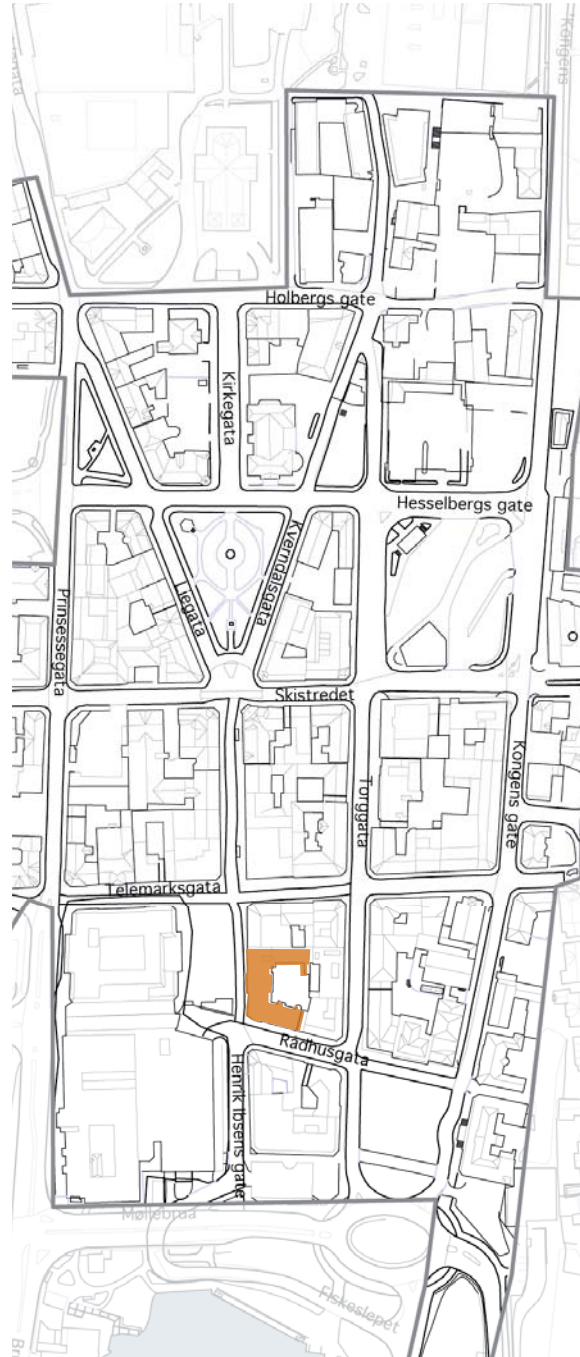 "Kongens
Holbergs gate
Kirkegata
Hesselbergs gate
Kverndalsgata
Liegata
Prinsessegata
Skistredet
Torggata
Kongens gate
Telemarksgata
Rådhusgata
Henrik Ibsens gate
Møllebrua
Fiskeslepet